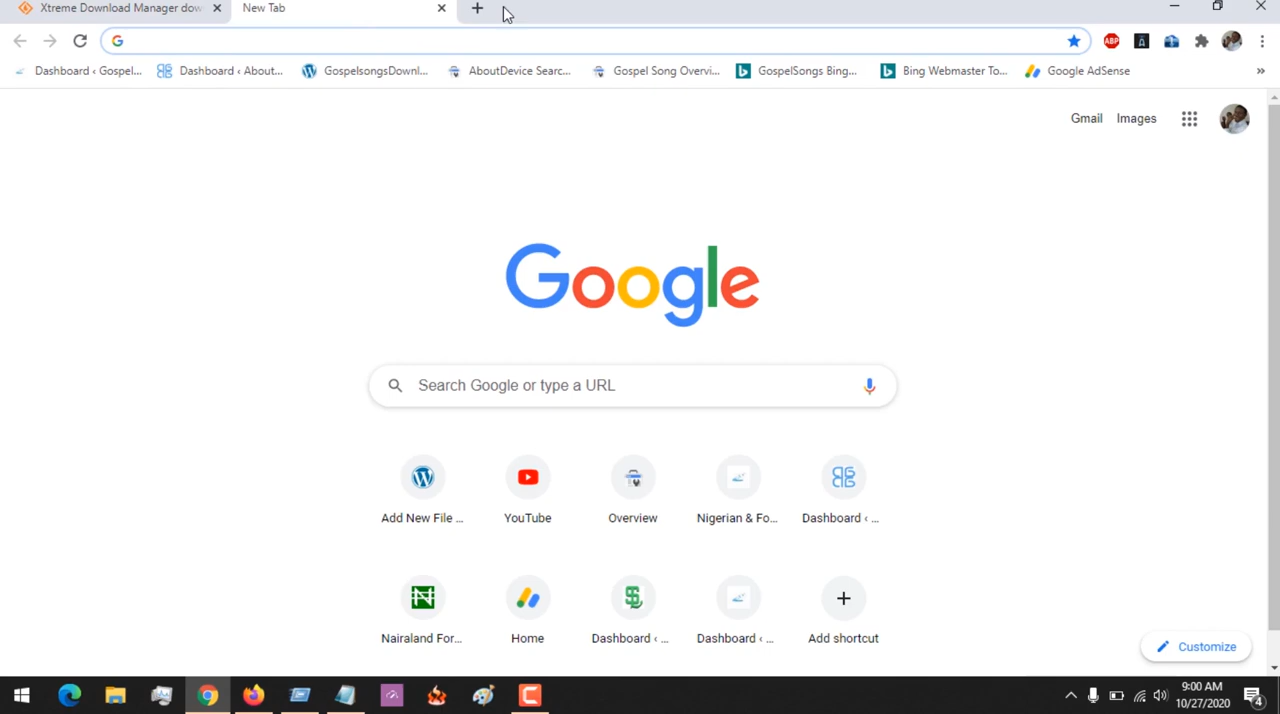 Xtreme Download Manager dow
New Tab
Dashboard ‹ Gospel... Dashboard ‹ About... GospelsongsDownl... AboutDevice Searc... Gospel Song Overvi... GospelSongs Bing... Bing Webmaster To... Google AdSense
Gmail Images
Google
Search Google or type a URL
Add New File ... YouTube Overview Nigerian & Fo... Dashboard ‹ ...
Nairaland For... Home Dashboard ‹ ... Dashboard ‹ ... Add shortcut
Customize
9:00 AM
10/27/2020
ABP
4